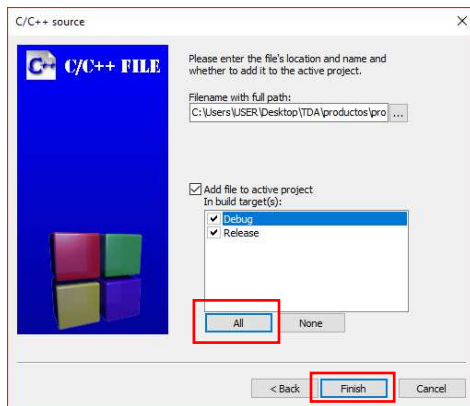 C/C++ source
C++ C/C++ FILE
Please enter the file's location and name and
whether to add it to the active project.
Filename with full path:
C:\Users\USER\Desktop\TDA\productos\pro ...
Add file to active project
In build target(s):
Debug
Release
All None
< Back Finish Cancel